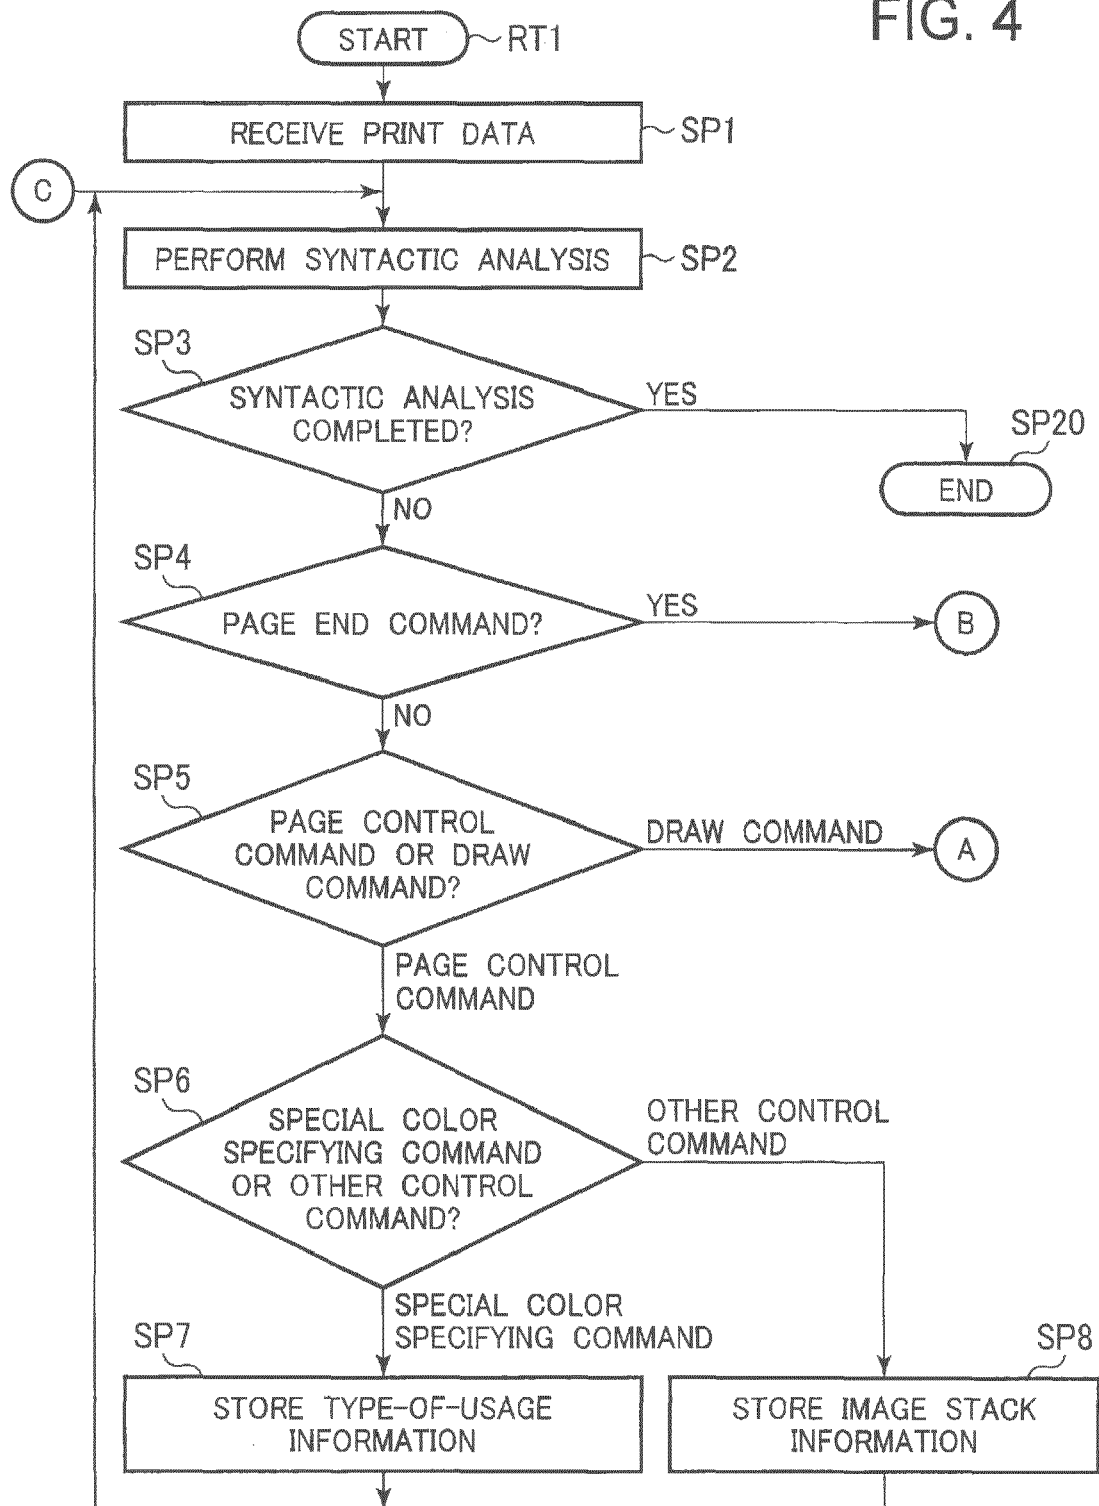 FIG. 4
START
RT1
RECEIVE PRINT DATA
SP1
C
PERFORM SYNTACTIC ANALYSIS
SP2
SP3
SYNTACTIC ANALYSIS
COMPLETED?
YES
SP20
END
NO
SP4
PAGE END COMMAND?
YES
B
NO
SP5
PAGE CONTROL
COMMAND OR DRAW
COMMAND?
DRAW COMMAND
A
PAGE CONTROL
COMMAND
SP6
SPECIAL COLOR
SPECIFYING COMMAND
OR OTHER CONTROL
COMMAND?
OTHER CONTROL
COMMAND
SPECIAL COLOR
SPECIFYING COMMAND
SP7
STORE TYPE-OF-USAGE
INFORMATION
SP8
STORE IMAGE STACK
INFORMATION